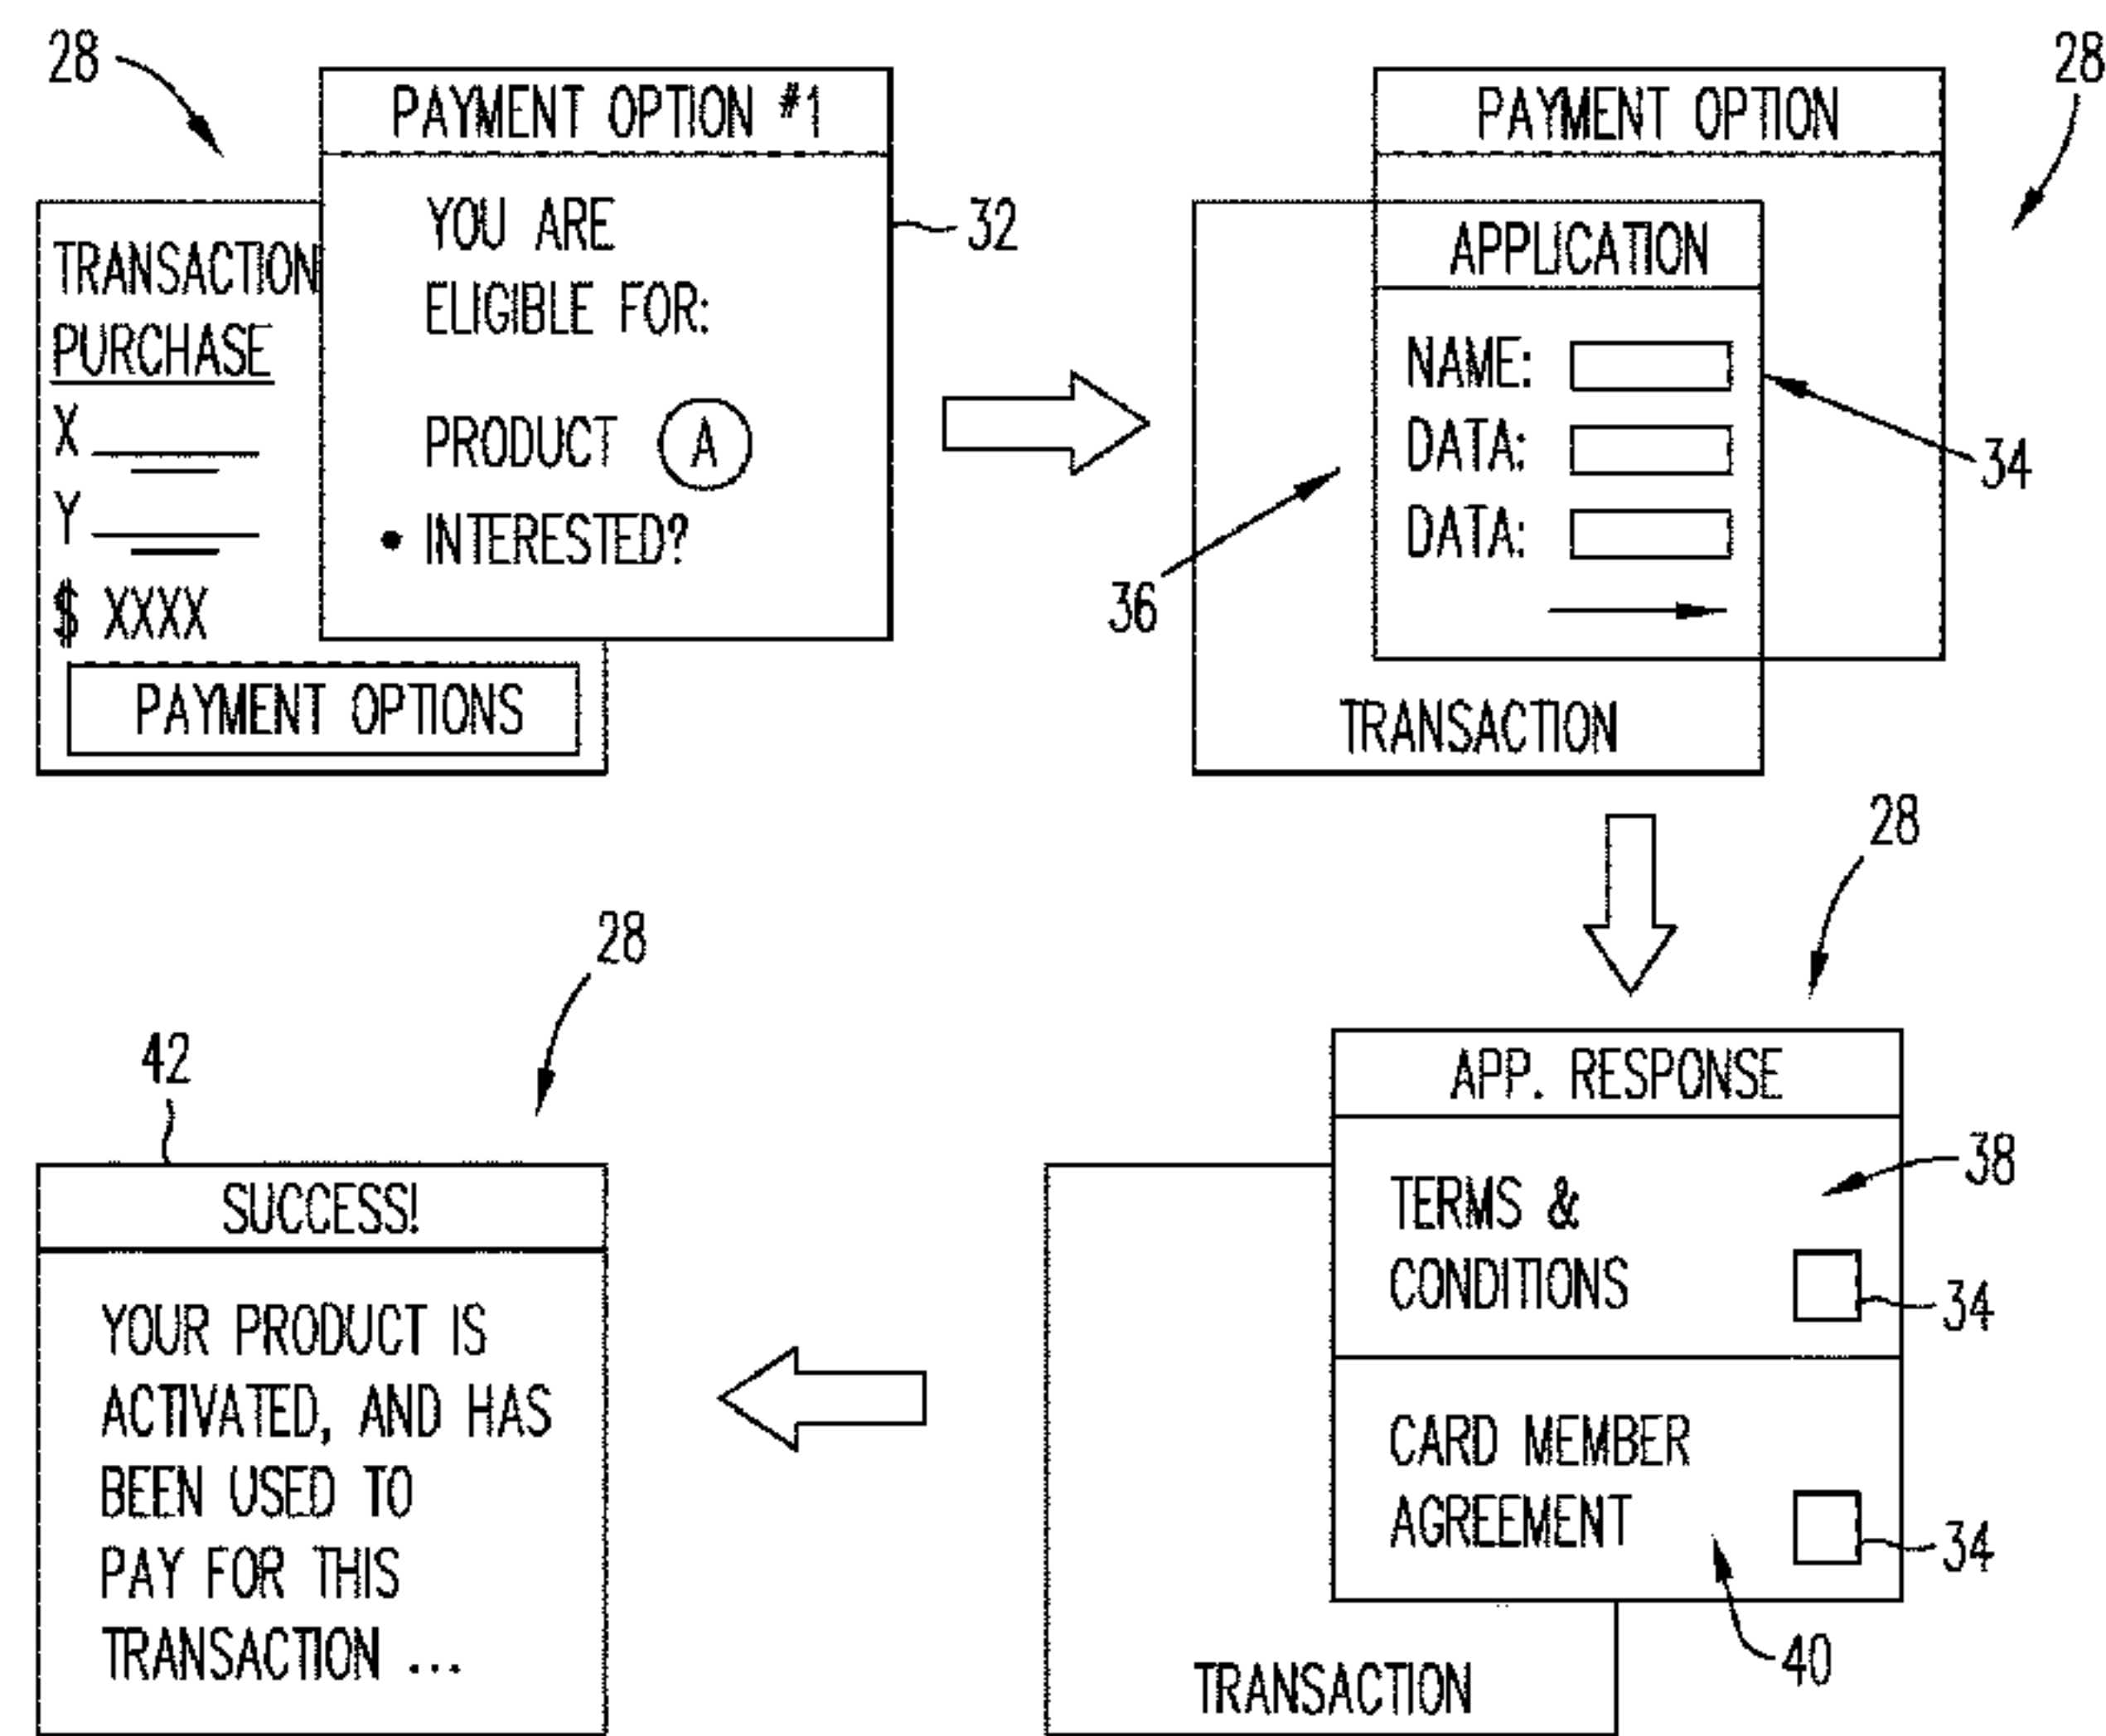 28
PAYMENT OPTION #1
YOU ARE
ELIGIBLE FOR:
PRODUCT A
• INTERESTED?
32
TRANSACTION
PURCHASE
X
Y
$ XXXX
PAYMENT OPTIONS
28
PAYMENT OPTION
APPLICATION
NAME:
DATA:
DATA:
34
36
TRANSACTION
28
APP. RESPONSE
TERMS &
CONDITIONS
38
34
CARD MEMBER
AGREEMENT
34
40
TRANSACTION
28
42
SUCCESS!
YOUR PRODUCT IS
ACTIVATED, AND HAS
BEEN USED TO
PAY FOR THIS
TRANSACTION ...